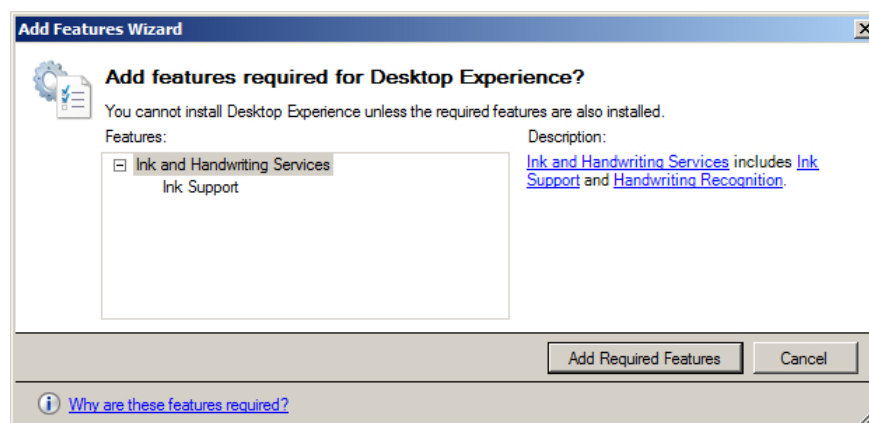 Add Features Wizard
Add features required for Desktop Experience?
You cannot install Desktop Experience unless the required features are also installed.
Features:
Ink and Handwriting Services
Ink Support
Description:
Ink and Handwriting Services includes Ink
Support and Handwriting Recognition.
Add Required Features
Cancel
Why are these features required?